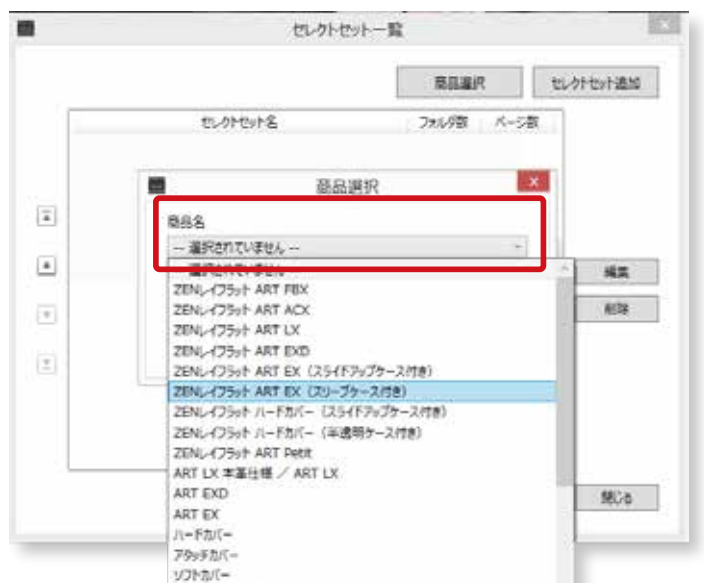 セレクトセット一覧
商品選択
セレクトセット追加
セレクトセット名 フォルダ数 ページ数
商品選択
商品名
-- 選択されていません --
-- 選択されていません --
ZENレイフラット ART FBX
ZENレイフラット ART ACX
ZENレイフラット ART LX
ZENレイフラット ART EXD
ZENレイフラット ART EX（スライドアップケース付き）
ZENレイフラット ART EX（スリーブケース付き）
ZENレイフラット ハードカバー（スライドアップケース付き）
ZENレイフラット ハードカバー（半透明ケース付き）
ZENレイフラット ART Petit
ART LX 本革仕様 ／ ART LX
ART EXD
ART EX
ハードカバー
アタッチカバー
ソフトカバー
編集
削除
閉じる